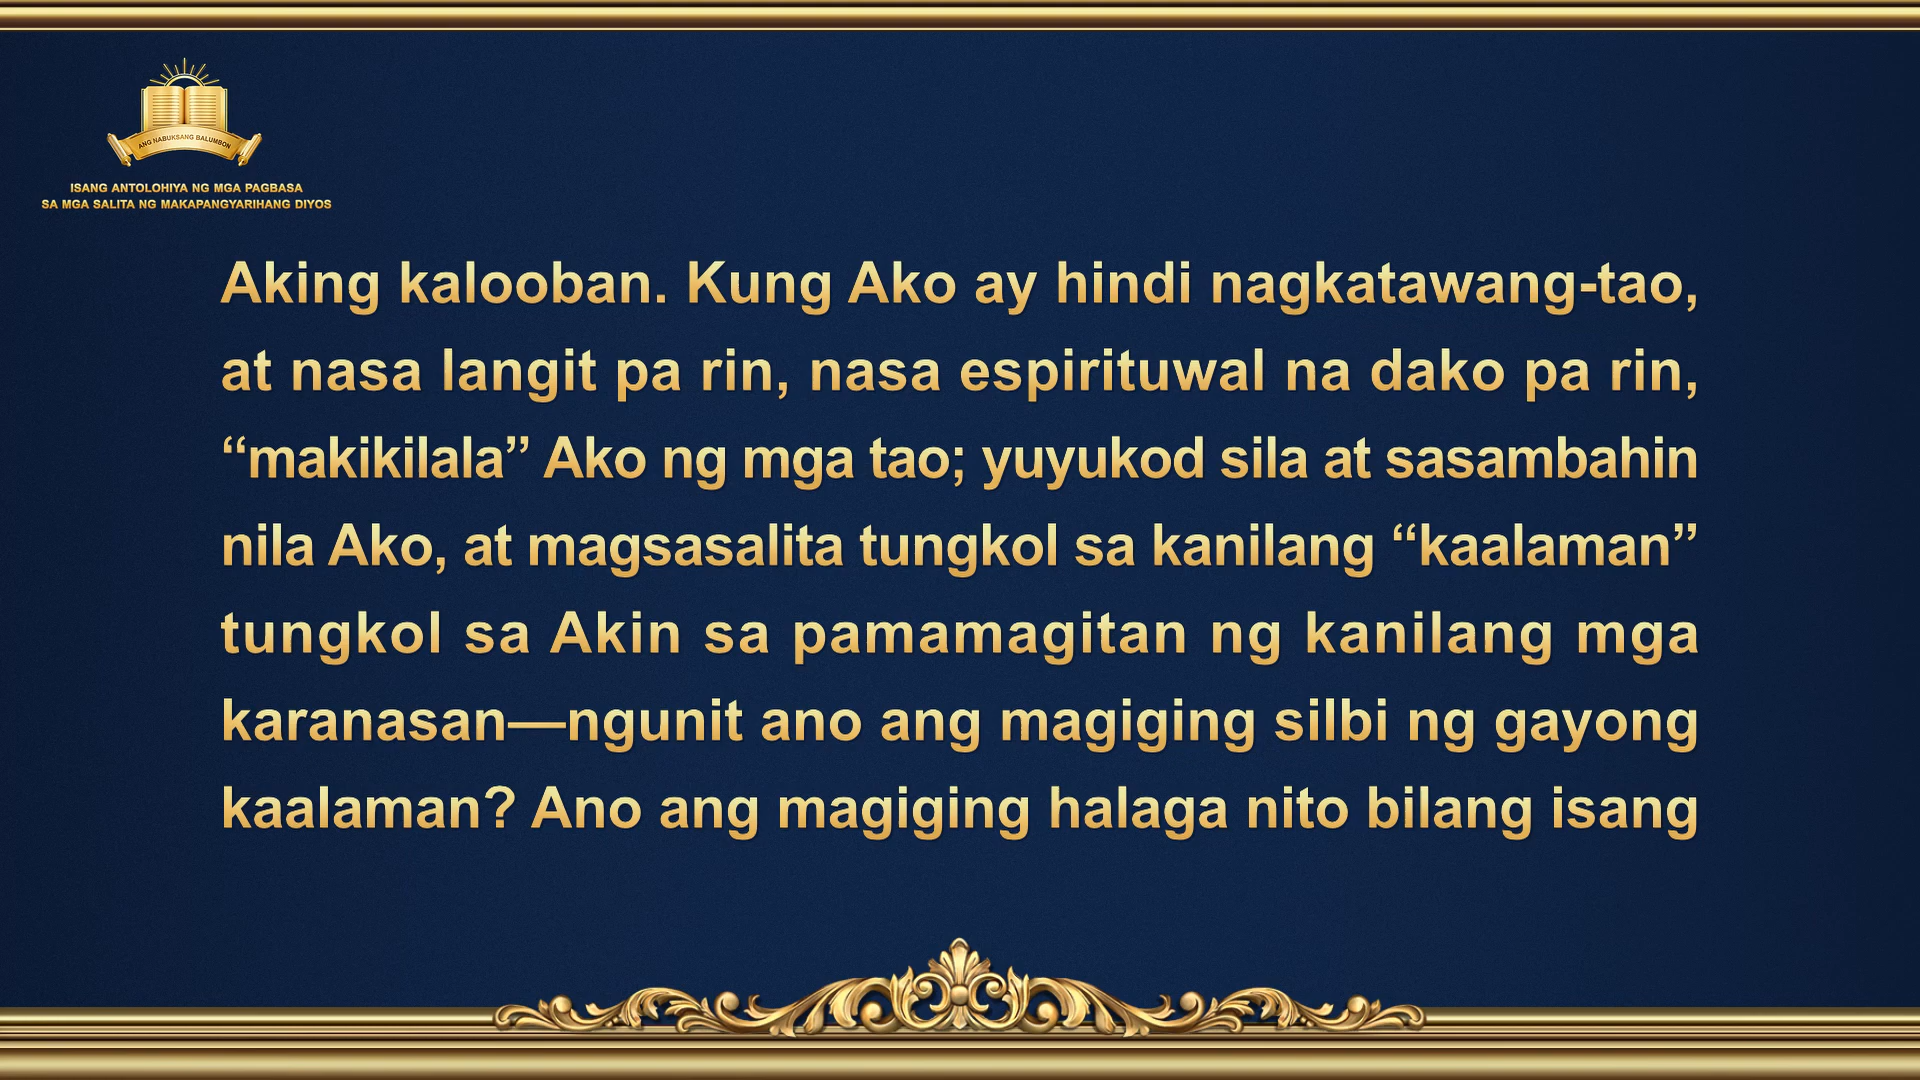 ANG NABUKSANG BALUMBON
ISANG ANTOLOHIYA NG MGA PAGBASA
SA MGA SALITA NG MAKAPANGYARIHANG DIYOS
Aking kalooban. Kung Ako ay hindi nagkatawang-tao,
at nasa langit pa rin, nasa espirituwal na dako pa rin,
“makikilala” Ako ng mga tao; yuyukod sila at sasambahin
nila Ako, at magsasalita tungkol sa kanilang “kaalaman”
tungkol sa Akin sa pamamagitan ng kanilang mga
karanasan—ngunit ano ang magiging silbi ng gayong
kaalaman? Ano ang magiging halaga nito bilang isang